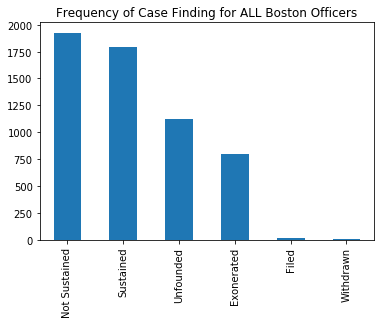 Frequency of Case Finding for ALL Boston Officers
2000
1750
1500
1250
1000
750
500
250
0
Not Sustained
Sustained
Unfounded
Exonerated
Filed
Withdrawn